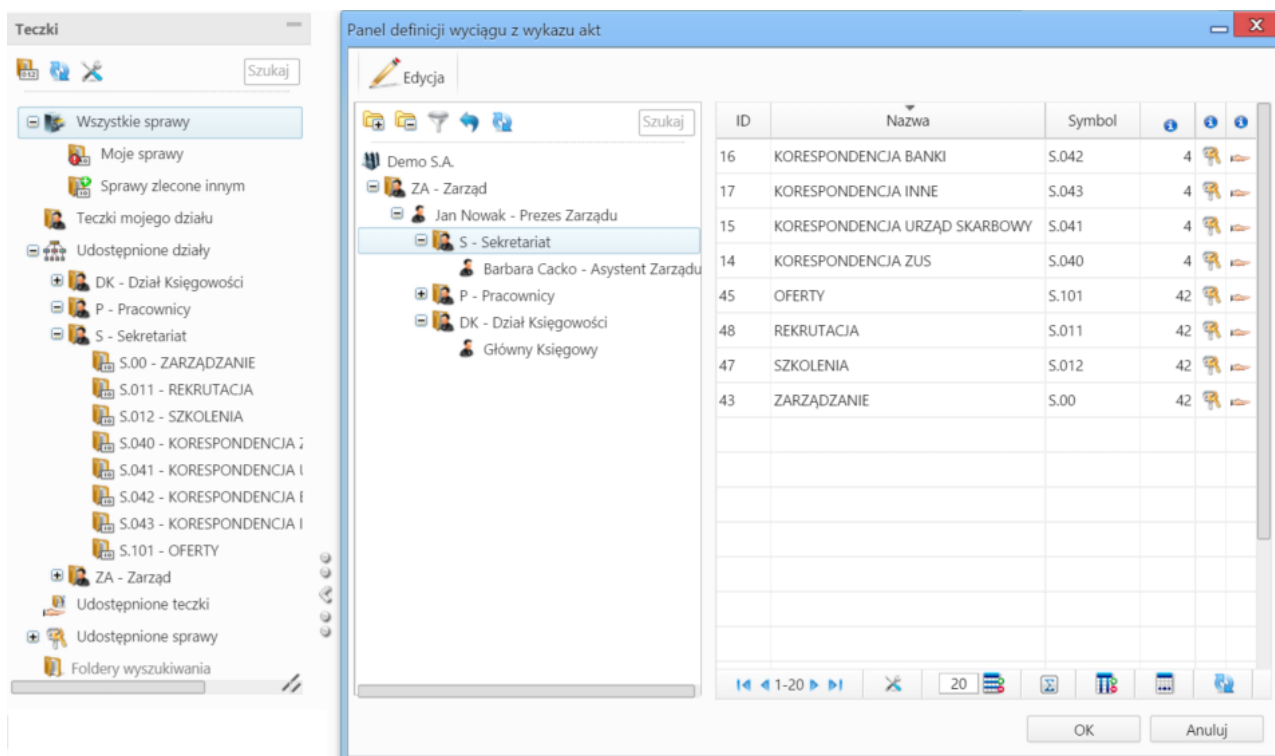 Teczki
Szukaj
Wszystkie sprawy
Moje sprawy
Sprawy zlecone innym
Teczki mojego działu
Udostępnione działy
DK - Dział Księgowości
P - Pracownicy
S - Sekretariat
S.00 - ZARZĄDZANIE
S.011 - REKRUTACJA
S.012 - SZKOLENIA
S.040 - KORESPONDENCJA
S.041 - KORESPONDENCJA
S.042 - KORESPONDENCJA
S.043 - KORESPONDENCJA
S.101 - OFERTY
ZA - Zarząd
Udostępnione teczki
Udostępnione sprawy
Foldery wyszukiwania
Panel definicji wyciągu z wykazu akt
Edycja
Szukaj
Demo S.A.
ZA - Zarząd
Jan Nowak - Prezes Zarządu
S - Sekretariat
Barbara Cacko - Asystent Zarządu
P - Pracownicy
DK - Dział Księgowości
Główny Księgowy
ID Nazwa Symbol
16 KORESPONDENCJA BANKI S.042 4
17 KORESPONDENCJA INNE S.043 4
15 KORESPONDENCJA URZĄD SKARBOWY S.041 4
14 KORESPONDENCJA ZUS S.040 4
45 OFERTY S.101 42
48 REKRUTACJA S.011 42
47 SZKOLENIA S.012 42
43 ZARZĄDZANIE S.00 42
1-20 20
OK Anuluj